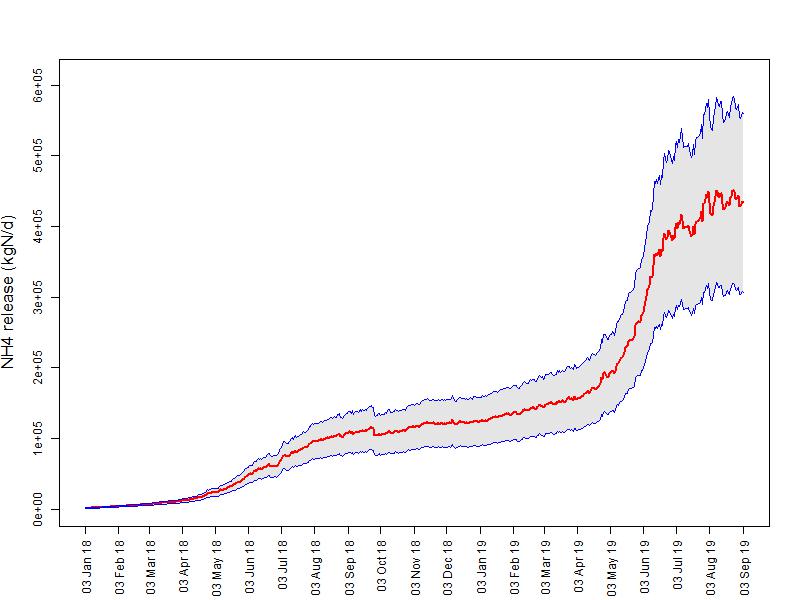 NH4 release (kgN/d)
6e+05
5e+05
4e+05
3e+05
2e+05
1e+05
0e+00
03 Jan 18
03 Feb 18
03 Mar 18
03 Apr 18
03 May 18
03 Jun 18
03 Jul 18
03 Aug 18
03 Sep 18
03 Oct 18
03 Nov 18
03 Dec 18
03 Jan 19
03 Feb 19
03 Mar 19
03 Apr 19
03 May 19
03 Jun 19
03 Jul 19
03 Aug 19
03 Sep 19